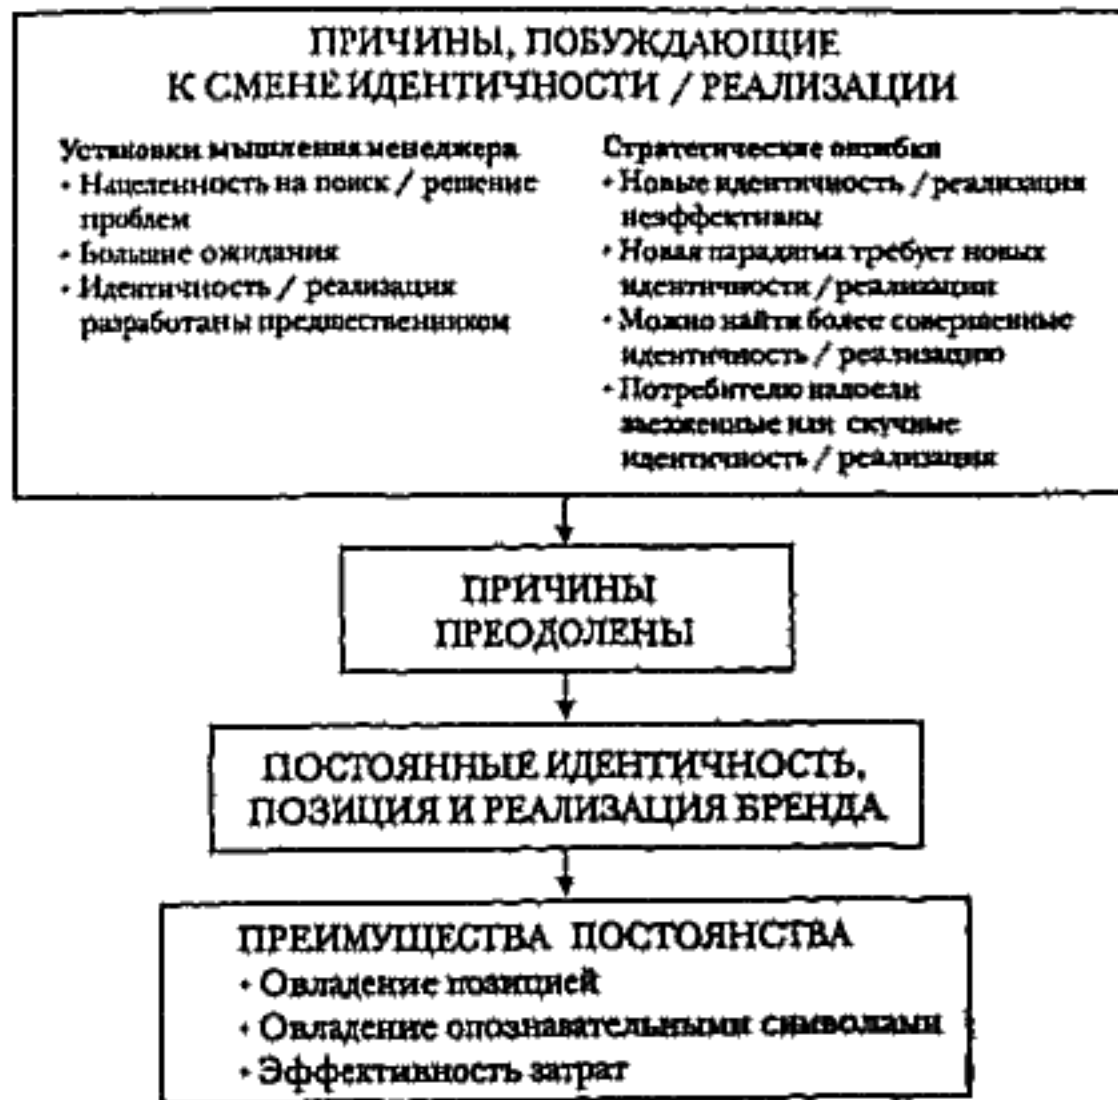 ПРИЧИНЫ, ПОБУЖДАЮЩИЕ
К СМЕНЕ ИДЕНТИЧНОСТИ / РЕАЛИЗАЦИИ
Установки мышления менеджера
• Нацеленность на поиск / решение
проблем
• Большие ожидания
• Идентичность / реализация
разработаны предшественником
Стратегические ошибки
• Новые идентичность / реализация
неэффективны
• Новая парадигма требует новых
идентичности / реализации
• Можно найти более совершенные
идентичность / реализацию
• Потребителю надоели
заезженные или скучные
идентичность / реализация
ПРИЧИНЫ
ПРЕОДОЛЕНЫ
ПОСТОЯННЫЕ ИДЕНТИЧНОСТЬ,
ПОЗИЦИЯ И РЕАЛИЗАЦИЯ БРЕНДА
ПРЕИМУЩЕСТВА ПОСТОЯНСТВА
• Овладение позицией
• Овладение опознавательными символами
• Эффективность затрат